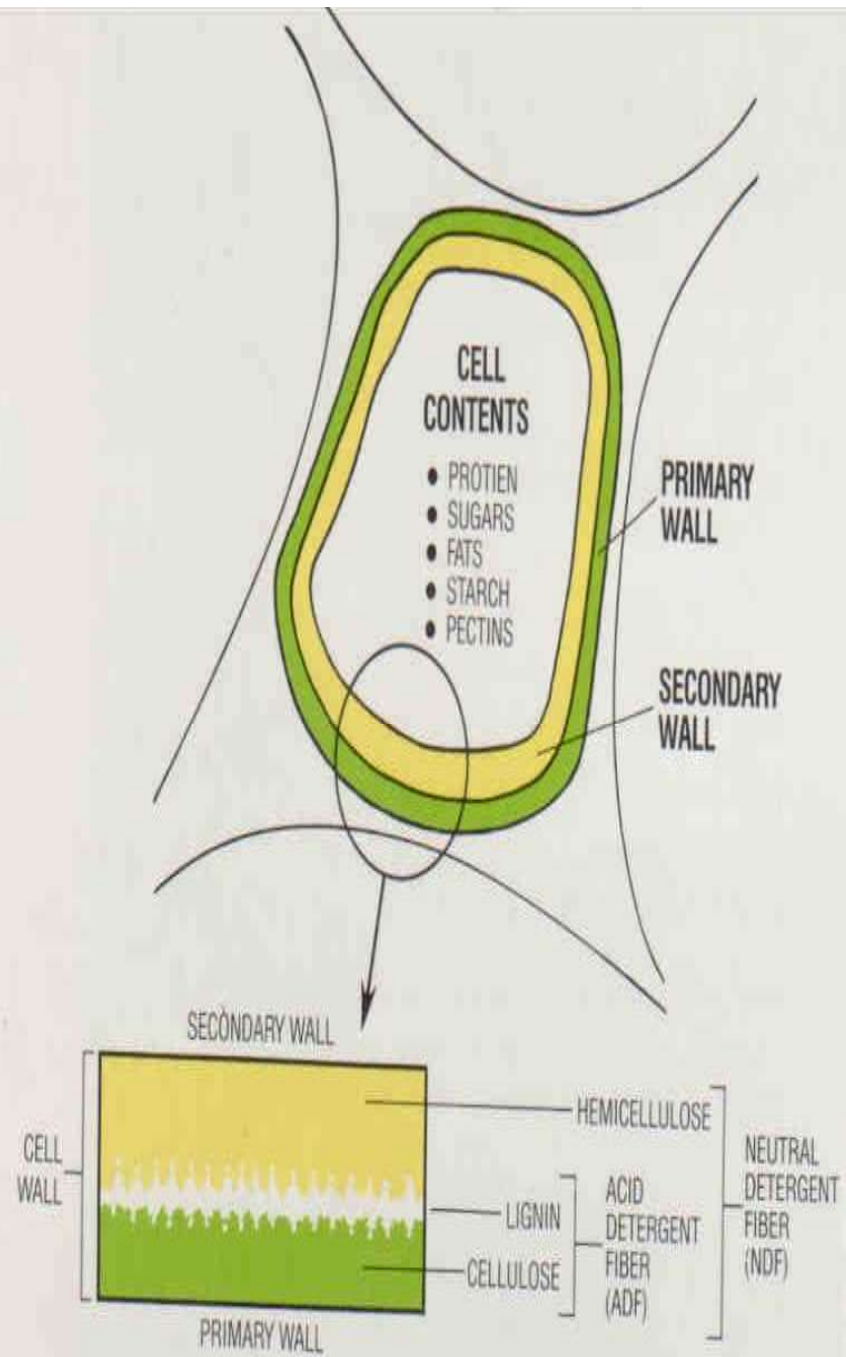 CELL
CONTENTS
• PROTIEN
• SUGARS
• FATS
• STARCH
• PECTINS
PRIMARY
WALL
SECONDARY
WALL
SECONDARY WALL
CELL
WALL
HEMICELLULOSE
LIGNIN
CELLULOSE
ACID
DETERGENT
FIBER
(ADF)
NEUTRAL
DETERGENT
FIBER
(NDF)
PRIMARY WALL